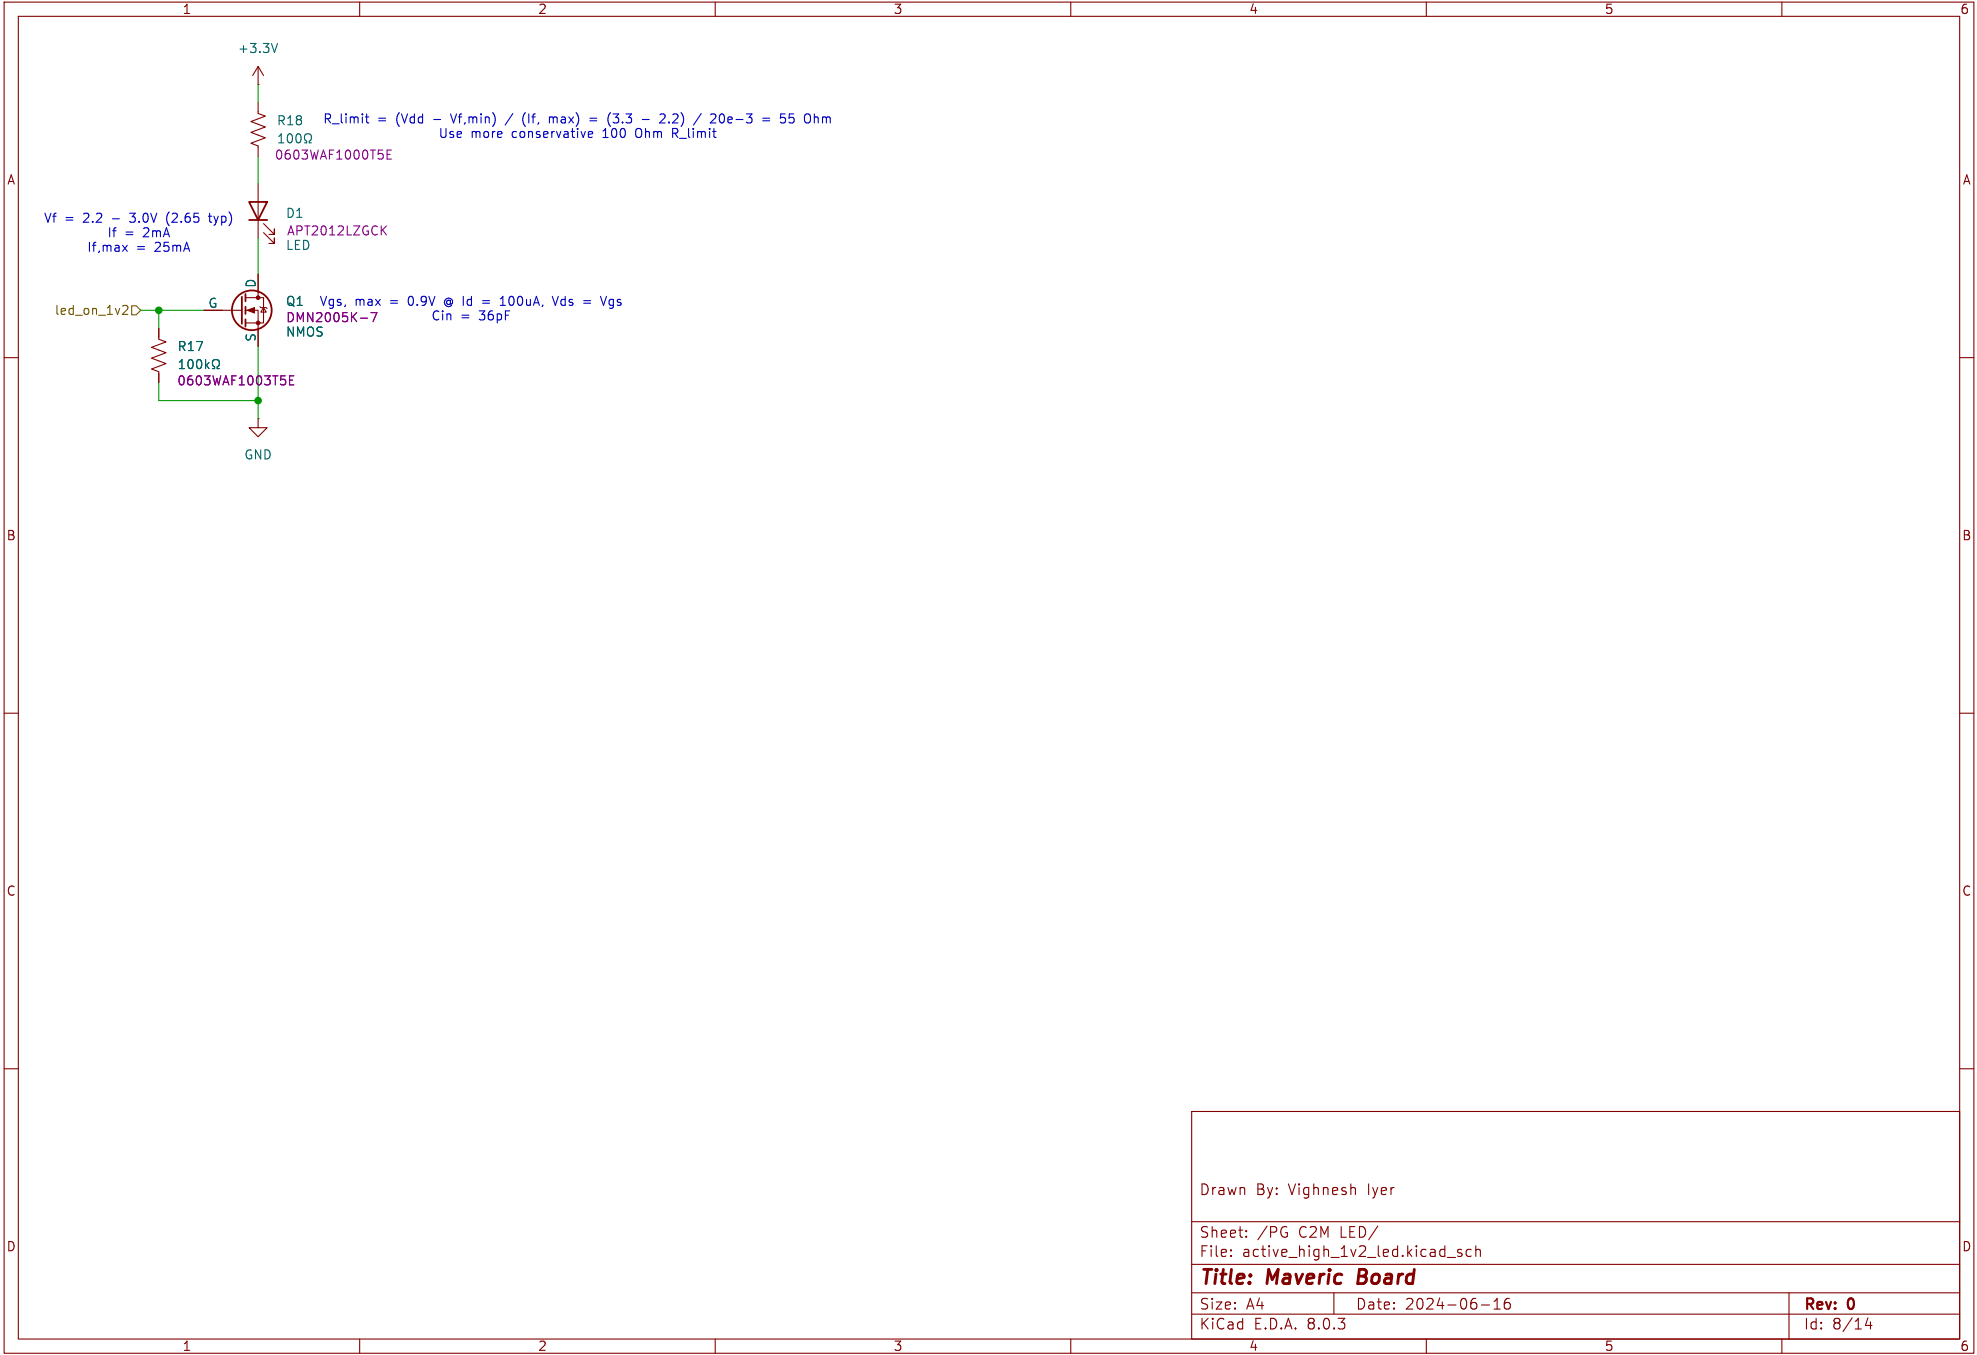 1 2 3 4 5 6
+3.3V
R18
100Ω
0603WAF1000T5E
R_limit = (Vdd - Vf,min) / (If, max) = (3.3 - 2.2) / 20e-3 = 55 Ohm
Use more conservative 100 Ohm R_limit
A A
Vf = 2.2 - 3.0V (2.65 typ)
If = 2mA
If,max = 25mA
D1
APT2012LZGCK
LED
D
led_on_1v2
G
S
Q1
DMN2005K-7
NMOS
Vgs, max = 0.9V @ Id = 100uA, Vds = Vgs
Cin = 36pF
R17
100kΩ
0603WAF1003T5E
GND
B B
C C
D D
Drawn By: Vighnesh Iyer
Sheet: /PG C2M LED/
File: active_high_1v2_led.kicad_sch
Title: Maveric Board
Size: A4 Date: 2024-06-16 Rev: 0
KiCad E.D.A. 8.0.3 Id: 8/14
1 2 3 4 5 6